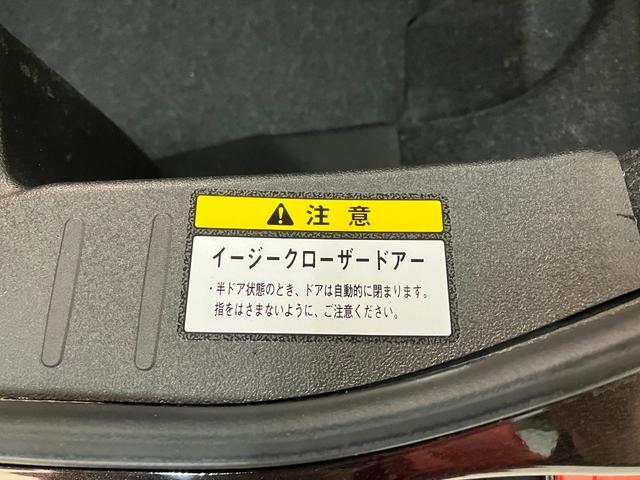 注意
イージークローザードアー
・半ドア状態のとき、ドアは自動的に閉まります。
指をはさまないように、ご注意ください。